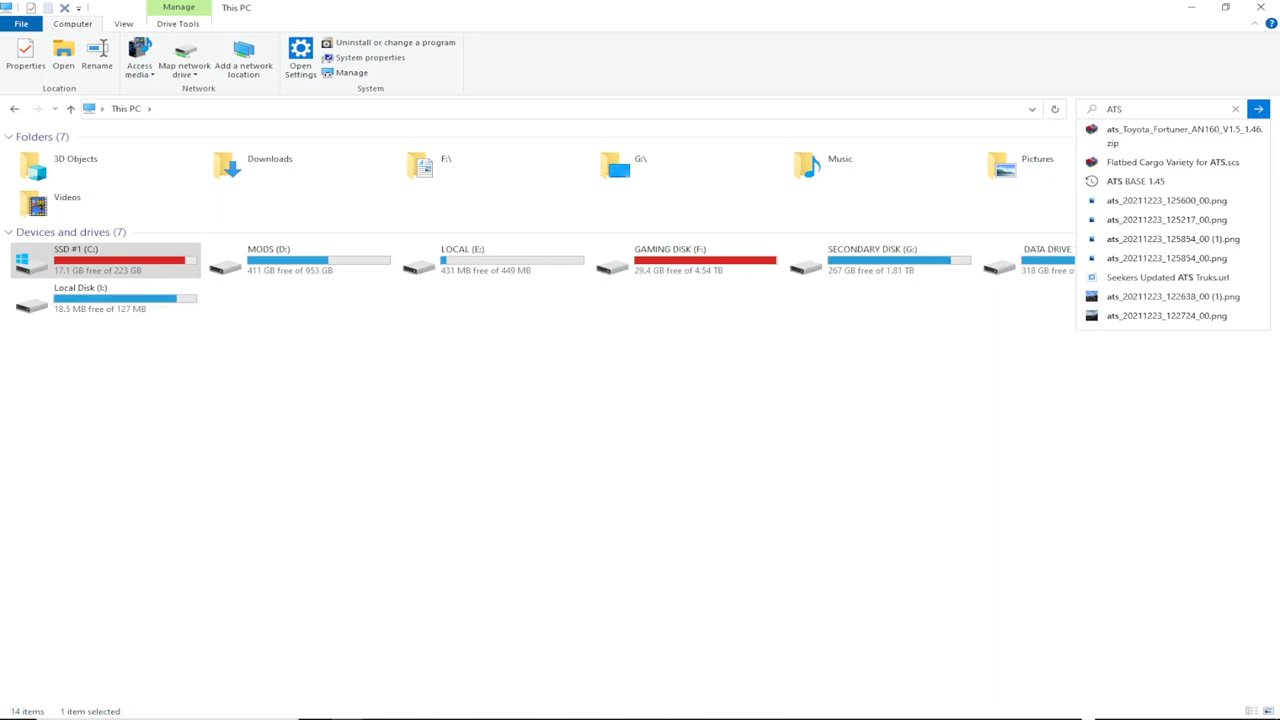 Manage
This PC
File
Computer
View
Drive Tools
Properties
Open
Rename
Access media
Map network drive
Add a network location
Open Settings
Uninstall or change a program
System properties
Manage
Location
Network
System
This PC
ATS
ats_Toyota_Fortuner_AN160_V1.5_1.46.
zip
Flatbed Cargo Variety for ATS.scs
ATS BASE 1.45
ats_20211223_125600_00.png
ats_20211223_125217_00.png
ats_20211223_125854_00 (1).png
ats_20211223_125854_00.png
Seekers Updated ATS Truks.url
ats_20211223_122638_00 (1).png
ats_20211223_122724_00.png
Folders (7)
3D Objects
Downloads
F:\
G:\
Music
Pictures
Videos
Devices and drives (7)
SSD #1 (C:)
17.1 GB free of 223 GB
MODS (D:)
411 GB free of 953 GB
LOCAL (E:)
431 MB free of 449 MB
GAMING DISK (F:)
29.4 GB free of 4.54 TB
SECONDARY DISK (G:)
267 GB free of 1.81 TB
DATA DRIVE
318 GB free of
Local Disk (I:)
18.5 MB free of 127 MB
14 items
1 item selected